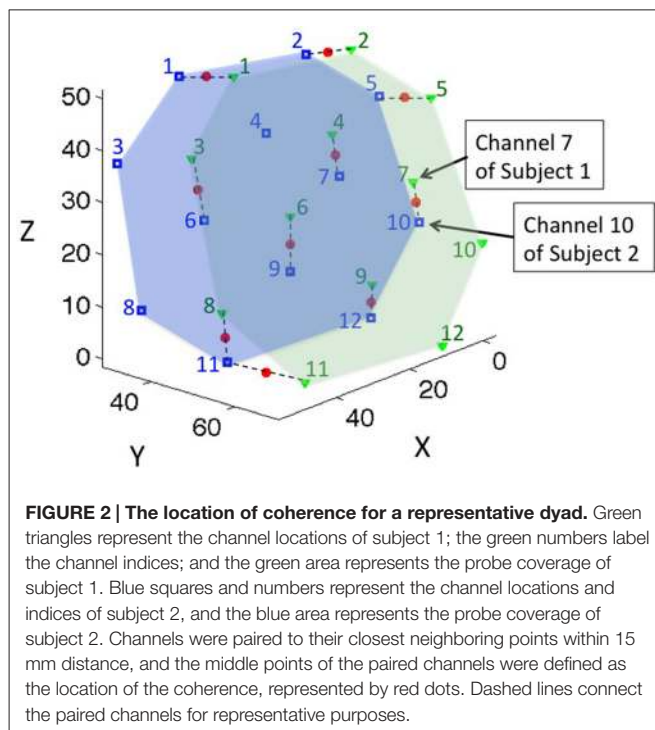 1 1 2 2
5 5
50
4
3 3 4
Channel 7
of Subject 1
40
7 7
Z 30
6 6
10
Channel 10
of Subject 2
20
9 10
10
8 8 9
12 12
0
11 11
0
40
20
60
40
Y X
FIGURE 2 | The location of coherence for a representative dyad. Green
triangles represent the channel locations of subject 1; the green numbers label
the channel indices; and the green area represents the probe coverage of
subject 1. Blue squares and numbers represent the channel locations and
indices of subject 2, and the blue area represents the probe coverage of
subject 2. Channels were paired to their closest neighboring points within 15
mm distance, and the middle points of the paired channels were defined as
the location of the coherence, represented by red dots. Dashed lines connect
the paired channels for representative purposes.